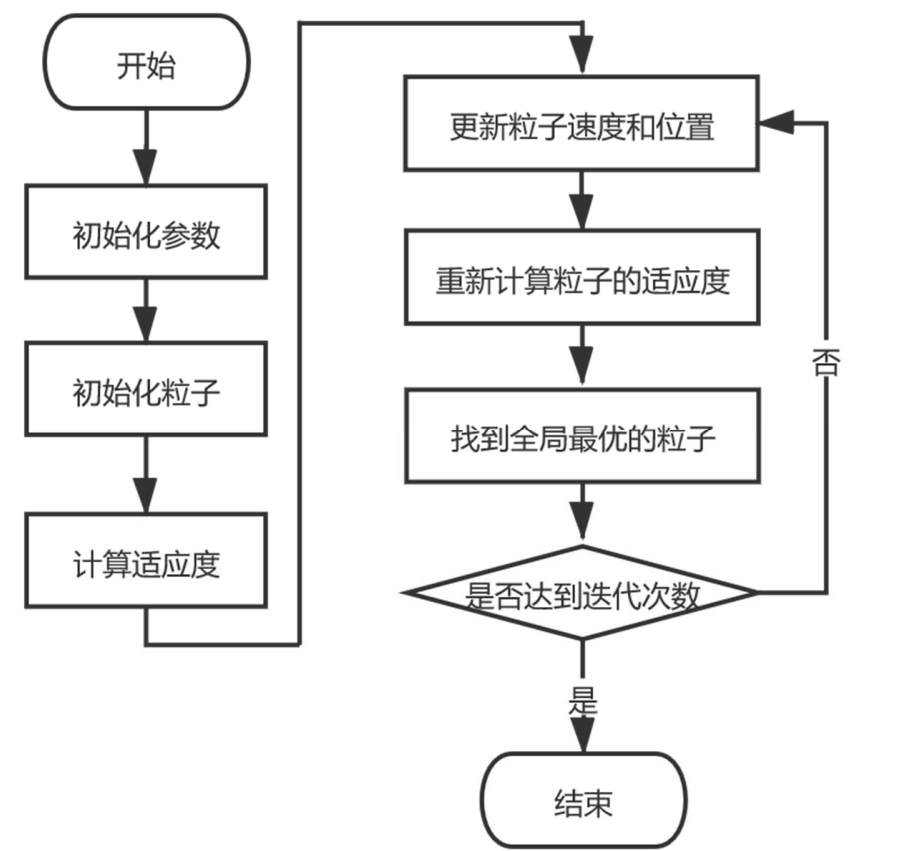 开始
初始化参数
初始化粒子
计算适应度
更新粒子速度和位置
重新计算粒子的适应度
找到全局最优的粒子
是否达到迭代次数
否
是
结束